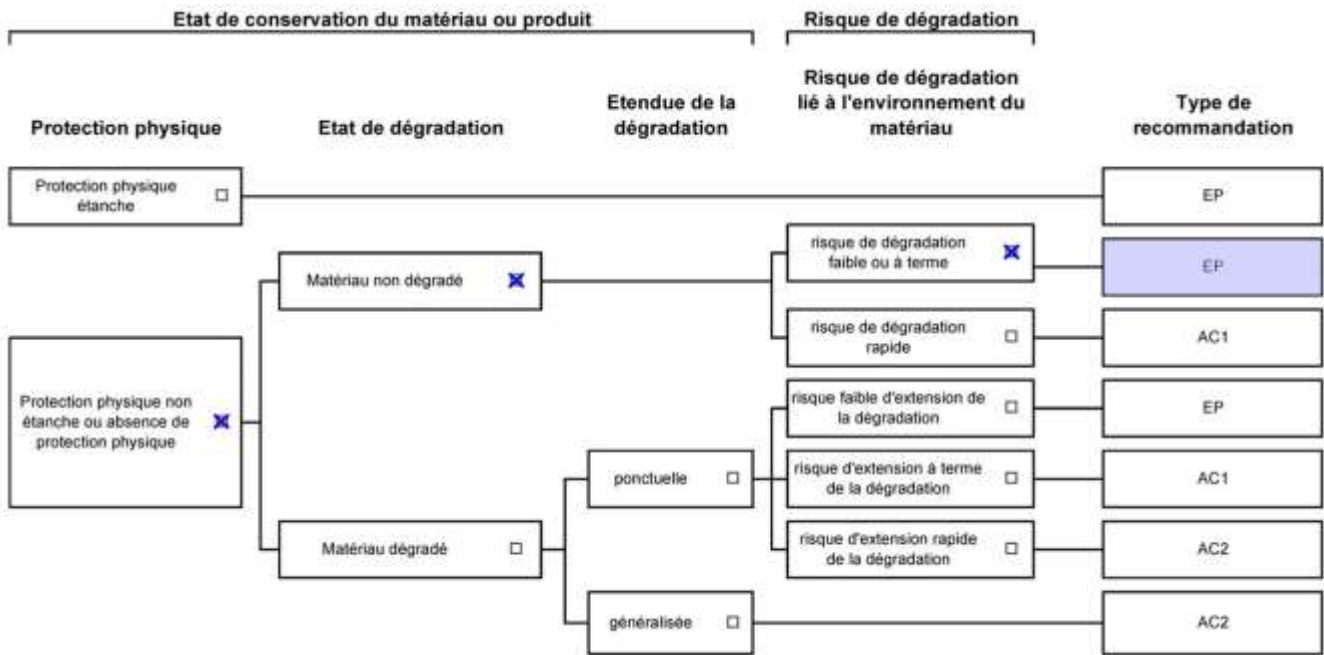 Etat de conservation du matériau ou produit
Risque de dégradation
Protection physique
Etat de dégradation
Etendue de la
dégradation
Risque de dégradation
lié à l'environnement du
matériau
Type de
recommandation
Protection physique
étanche
EP
risque de dégradation
faible ou à terme
EP
Matériau non dégradé
risque de dégradation
rapide
AC1
Protection physique non
étanche ou absence de
protection physique
risque faible d'extension de
la dégradation
EP
ponctuelle
risque d'extension à terme
de la dégradation
AC1
Matériau dégradé
risque d'extension rapide
de la dégradation
AC2
généralisée
AC2